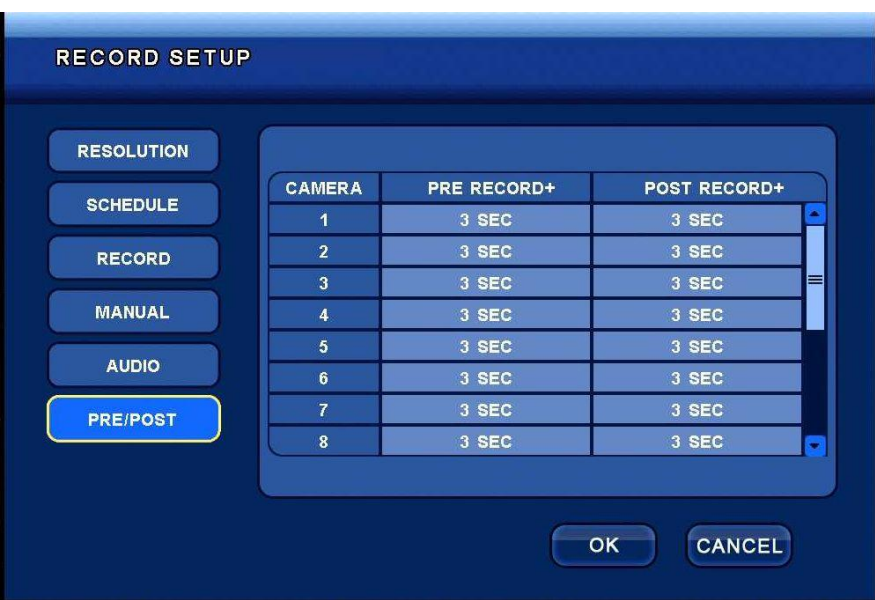 RECORD SETUP
RESOLUTION
SCHEDULE
RECORD
MANUAL
AUDIO
PRE/POST
CAMERA PRE RECORD+ POST RECORD+
1 3 SEC 3 SEC
2 3 SEC 3 SEC
3 3 SEC 3 SEC
4 3 SEC 3 SEC
5 3 SEC 3 SEC
6 3 SEC 3 SEC
7 3 SEC 3 SEC
8 3 SEC 3 SEC
OK CANCEL